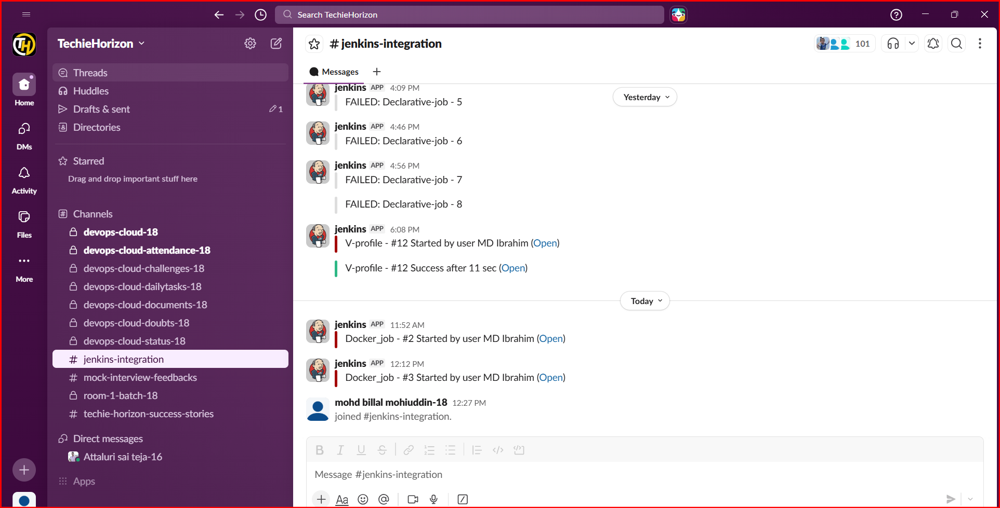 Search TechieHorizon
TH
TechieHorizon
Home
DMs
Activity
Files
More
Threads
Huddles
Drafts & sent
1
Directories
Starred
Drag and drop important stuff here
Channels
devops-cloud-18
devops-cloud-attendance-18
devops-cloud-challenges-18
devops-cloud-dailytasks-18
devops-cloud-documents-18
devops-cloud-doubts-18
devops-cloud-status-18
# jenkins-integration
# mock-interview-feedbacks
room-1-batch-18
# techie-horizon-success-stories
Direct messages
Attaluri sai teja-16
Apps
# jenkins-integration
101
Messages
jenkins APP 4:09 PM
FAILED: Declarative-job - 5
Yesterday
jenkins APP 4:46 PM
FAILED: Declarative-job - 6
jenkins APP 4:56 PM
FAILED: Declarative-job - 7
FAILED: Declarative-job - 8
jenkins APP 6:08 PM
V-profile - #12 Started by user MD Ibrahim (Open)
V-profile - #12 Success after 11 sec (Open)
Today
jenkins APP 11:52 AM
Docker_job - #2 Started by user MD Ibrahim (Open)
jenkins APP 12:12 PM
Docker_job - #3 Started by user MD Ibrahim (Open)
mohd billal mohiuddin-18 12:27 PM
joined #jenkins-integration.
B I U S
Message #jenkins-integration
Aa